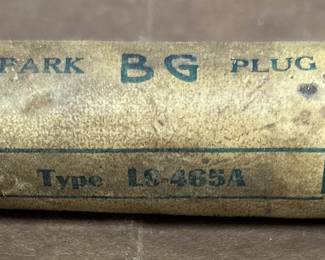 PARK BG PLUG
Type LS-465A